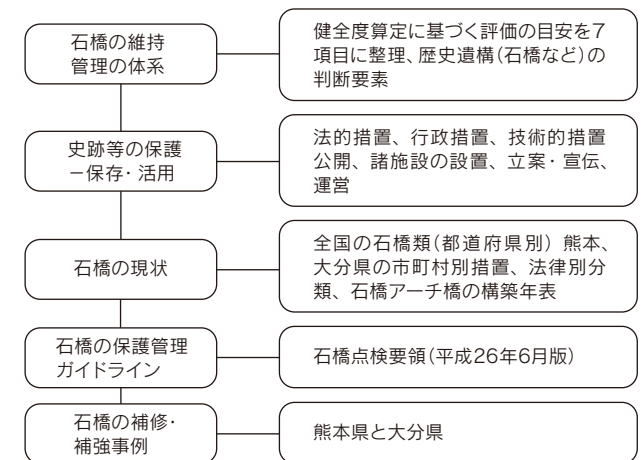 石橋の維持
管理の体系
健全度算定に基づく評価の目安を7
項目に整理、歴史遺構(石橋など)の
判断要素
史跡等の保護
－保存・活用
法的措置、行政措置、技術的措置
公開、諸施設の設置、立案・宣伝、
運営
石橋の現状
全国の石橋類(都道府県別) 熊本、
大分県の市町村別措置、法律別分
類、石橋アーチ橋の構築年表
石橋の保護管理
ガイドライン
石橋点検要領(平成26年6月版)
石橋の補修・
補強事例
熊本県と大分県